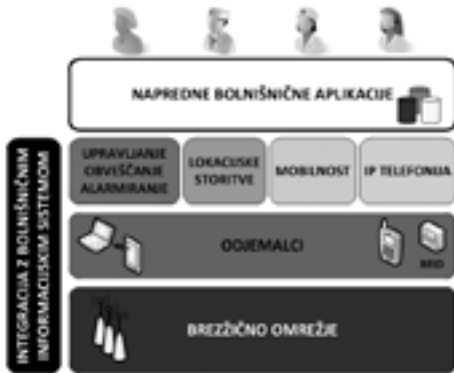 NAPREDNE BOLNIŠNIČNE APLIKACIJE
UPRAVLJANJE
OBVEŠČANJE
ALARMIRANJE
LOKACIJSKE
STORITVE
MOBILNOST
IP TELEFONIJA
ODJEMALCI
RFID
BREZŽIČNO OMREŽJE
INTEGRACIJA Z BOLNIŠNIČNIM
INFORMACIJSKIM SISTEMOM